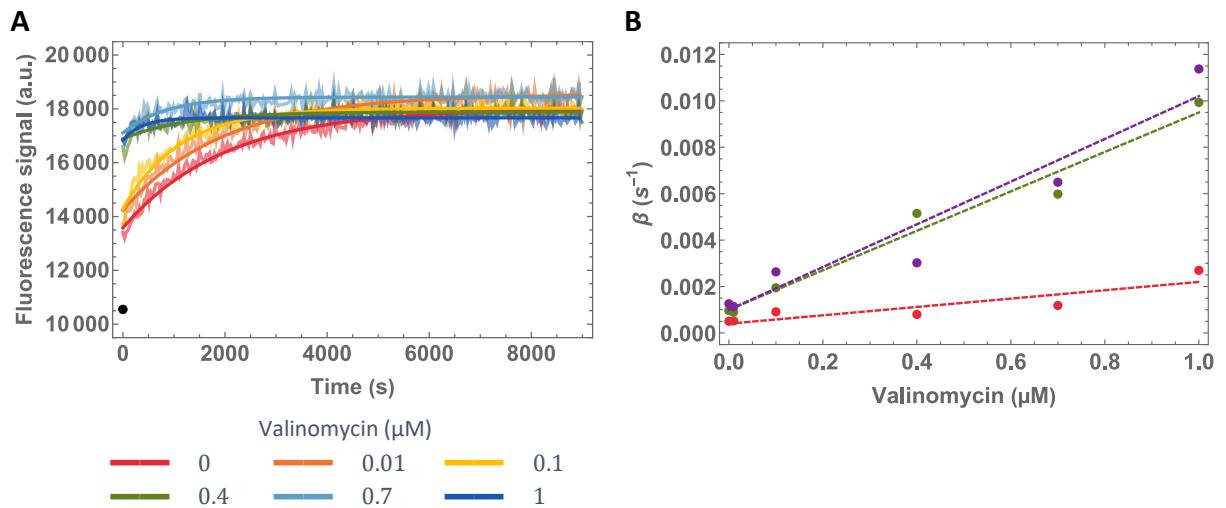 A
Fluorescence signal (a.u.)
20 000
18 000
16 000
14 000
12 000
10 000
0 2000 4000 6000 8000
Time (s)
Valinomycin (µM)
0 0.01 0.1
0.4 0.7 1
B
β (s⁻¹)
0.012
0.010
0.008
0.006
0.004
0.002
0.000
0.0 0.2 0.4 0.6 0.8 1.0
Valinomycin (µM)